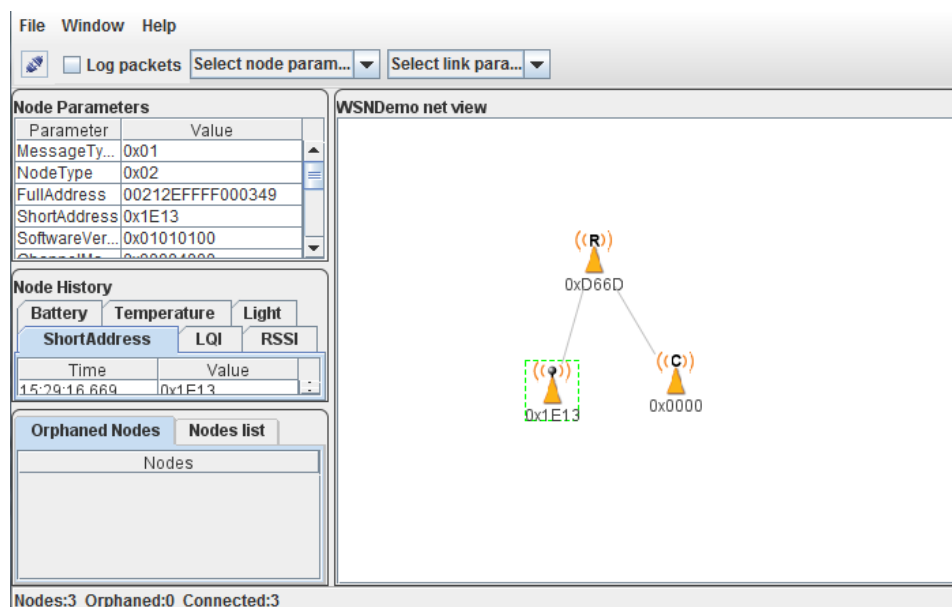 File Window Help
Log packets Select node param... Select link para...
Node Parameters
Parameter Value
MessageTy... 0x01
NodeType 0x02
FullAddress 00212EFFFF000349
ShortAddress 0x1E13
SoftwareVer... 0x01010100
Node History
Battery Temperature Light
ShortAddress LQI RSSI
Time Value
15:29:16.669 0x1E13
Orphaned Nodes Nodes list
Nodes
WSNDemo net view
((R))
0xD66D
0x1E13
((C))
0x0000
Nodes:3 Orphaned:0 Connected:3